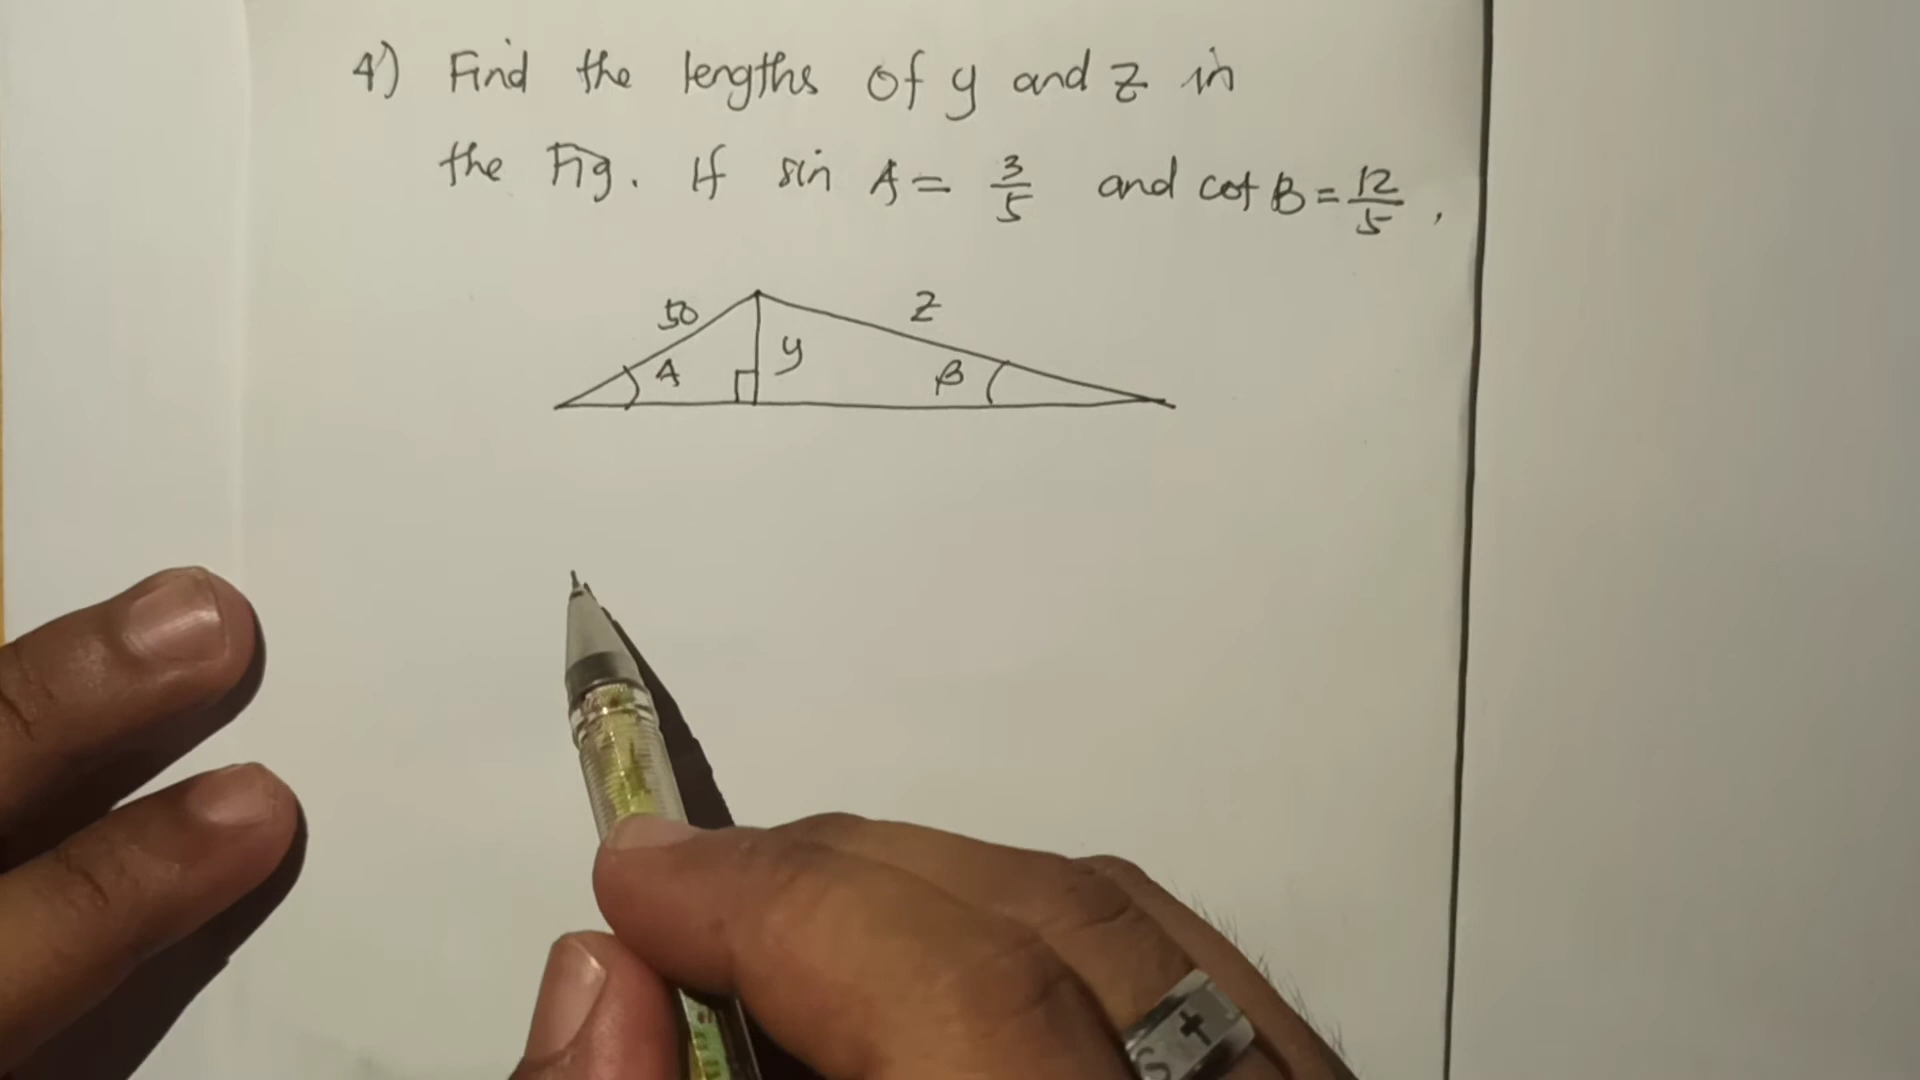 4) Find the lengths of y and z in
the Fig. If sin A = 3/5 and cot B = 12/5,
50 z
A y B